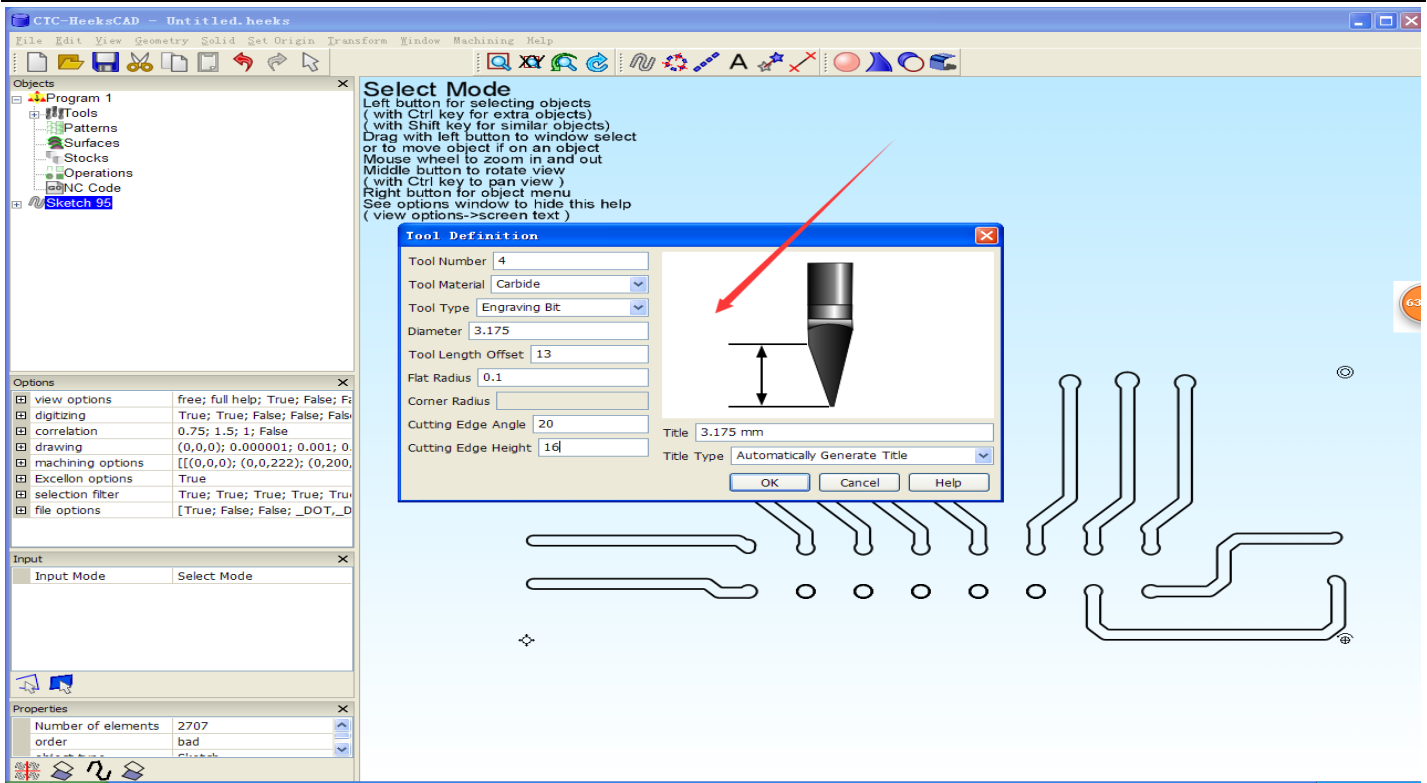 CTC-HeeksCAD - Untitled.heeks
File Edit View Geometry Solid Set Origin Transform Window Machining Help
Objects
Program 1
Tools
Patterns
Surfaces
Stocks
Operations
NC Code
Sketch 95
Select Mode
Left button for selecting objects
( with Ctrl key for extra objects)
( with Shift key for similar objects)
Drag with left button to window select
or to move object if on an object
Mouse wheel to zoom in and out
Middle button to rotate view
( with Ctrl key to pan view )
Right button for object menu
See options window to hide this help
( view options->screen text )
Tool Definition
Tool Number 4
Tool Material Carbide
Tool Type Engraving Bit
Diameter 3.175
Tool Length Offset 13
Flat Radius 0.1
Corner Radius
Cutting Edge Angle 20
Cutting Edge Height 16
Title 3.175 mm
Title Type Automatically Generate Title
OK Cancel Help
63
Options
view options free; full help; True; False; Fa
digitizing True; True; False; False; Fals
correlation 0.75; 1.5; 1; False
drawing (0,0,0); 0.000001; 0.001; 0.
machining options [[(0,0,0); (0,0,222); (0,200,
Excellon options True
selection filter True; True; True; True; Tru
file options [True; False; False; _DOT,_D
Input
Input Mode Select Mode
Properties
Number of elements 2707
order bad